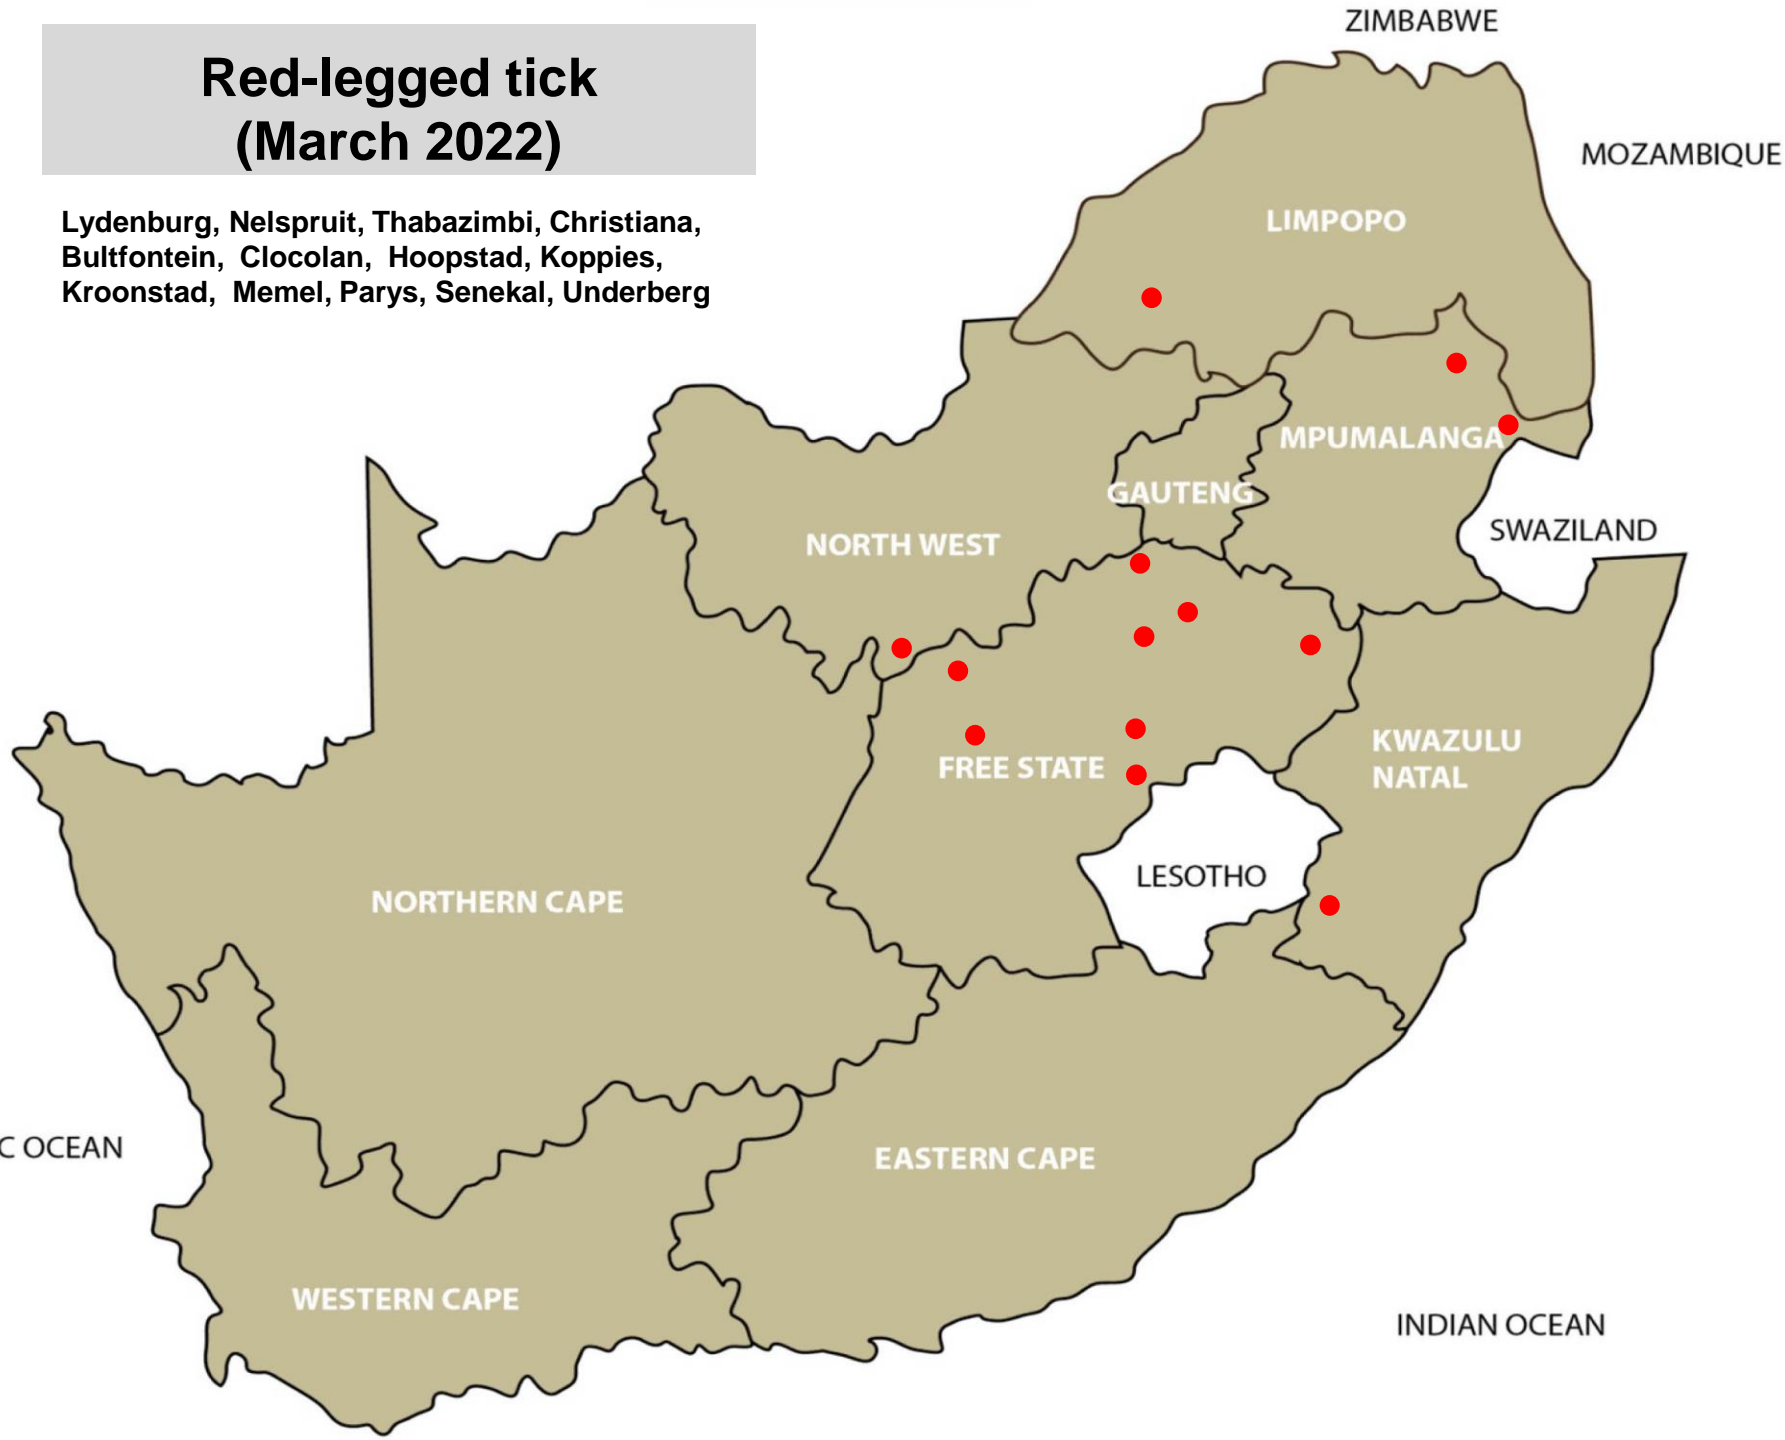 ZIMBABWE
Red-legged tick
(March 2022)
MOZAMBIQUE
Lydenburg, Nelspruit, Thabazimbi, Christiana,
Bultfontein, Clocolan, Hoopstad, Koppies,
Kroonstad, Memel, Parys, Senekal, Underberg
LIMPOPO
MPUMALANGA
GAUTENG
NORTH WEST
SWAZILAND
KWAZULU
NATAL
FREE STATE
LESOTHO
NORTHERN CAPE
C OCEAN
EASTERN CAPE
WESTERN CAPE
INDIAN OCEAN